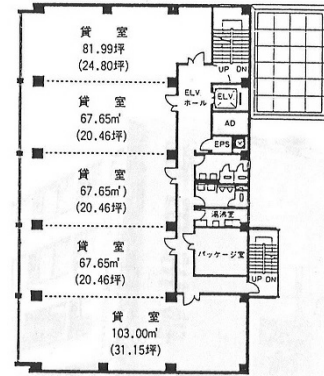 貸 室
81.99坪
(24.80坪)
貸 室
67.65㎡
(20.46坪)
貸 室
67.65㎡)
(20.46坪)
貸 室
67.65㎡
(20.46坪)
貸 室
103.00㎡
(31.15坪)
UP DN
ELV
ホール
ELV
AD
EPS
湯沸室
パッケージ室
UP DN